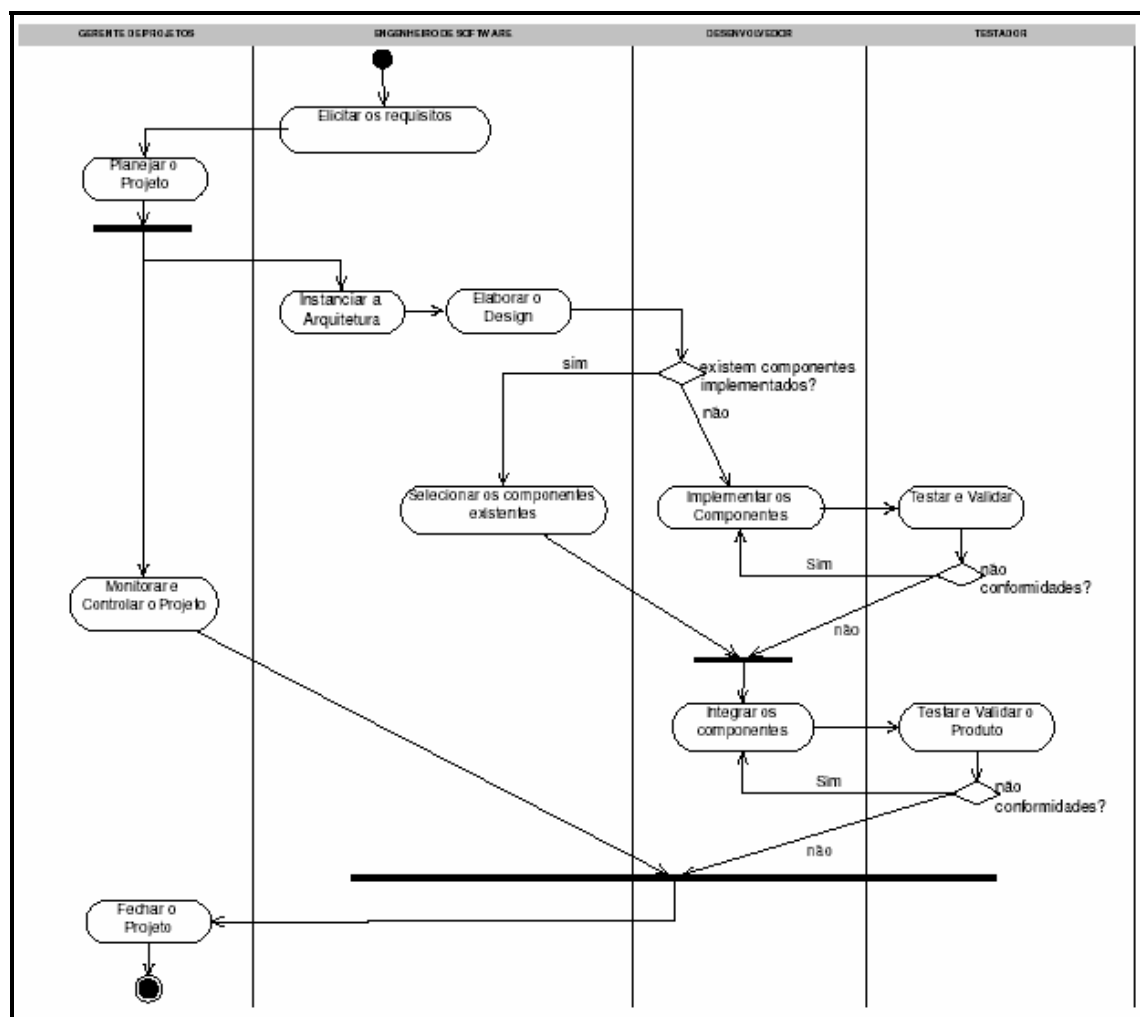 GERENTE DE PROJETOS
ENGENHEIRO DE SOFTWARE
DESENVOLVEDOR
TESTADOR
Elicitar os requisitos
Planejar o
Projeto
Instanciar a
Arquitetura
Elaborar o
Design
sim
existem componentes
implementados?
não
Selecionar os componentes
existentes
Implementar os
Componentes
Testar e Validar
Sim
não
conformidades?
Monitorar e
Controlar o Projeto
não
Integrar os
componentes
Testar e Validar o
Produto
Sim
não
conformidades?
não
Fechar o
Projeto